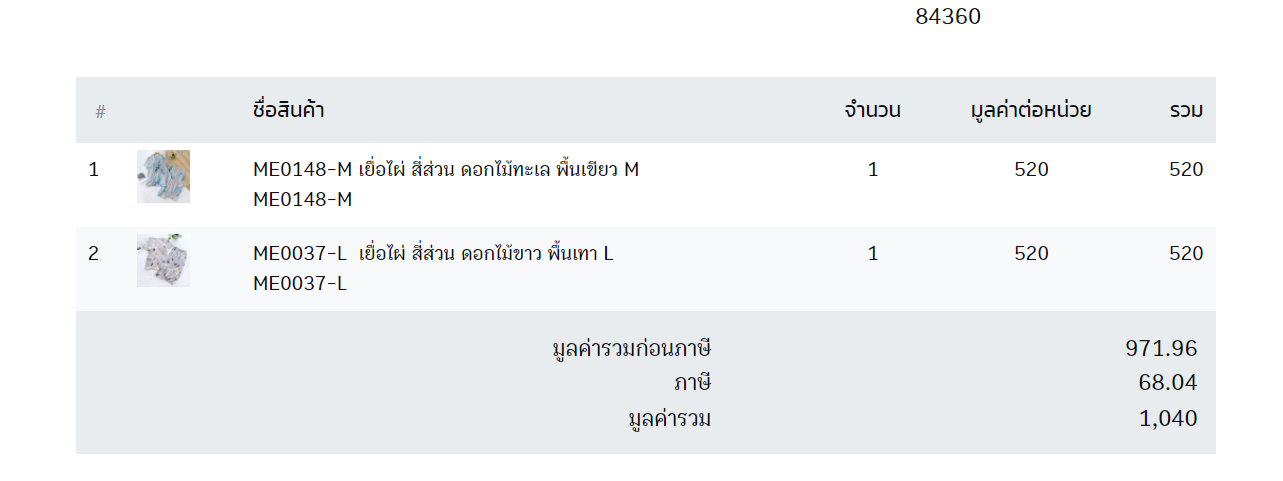 84360
# ชื่อสินค้า จำนวน มูลค่าต่อหน่วย รวม
1 ME0148-M เยื่อไผ่ สี่ส่วน ดอกไม้ทะเล พื้นเขียว M 1 520 520
ME0148-M
2 ME0037-L เยื่อไผ่ สี่ส่วน ดอกไม้ขาว พื้นเทา L 1 520 520
ME0037-L
มูลค่ารวมก่อนภาษี 971.96
ภาษี 68.04
มูลค่ารวม 1,040